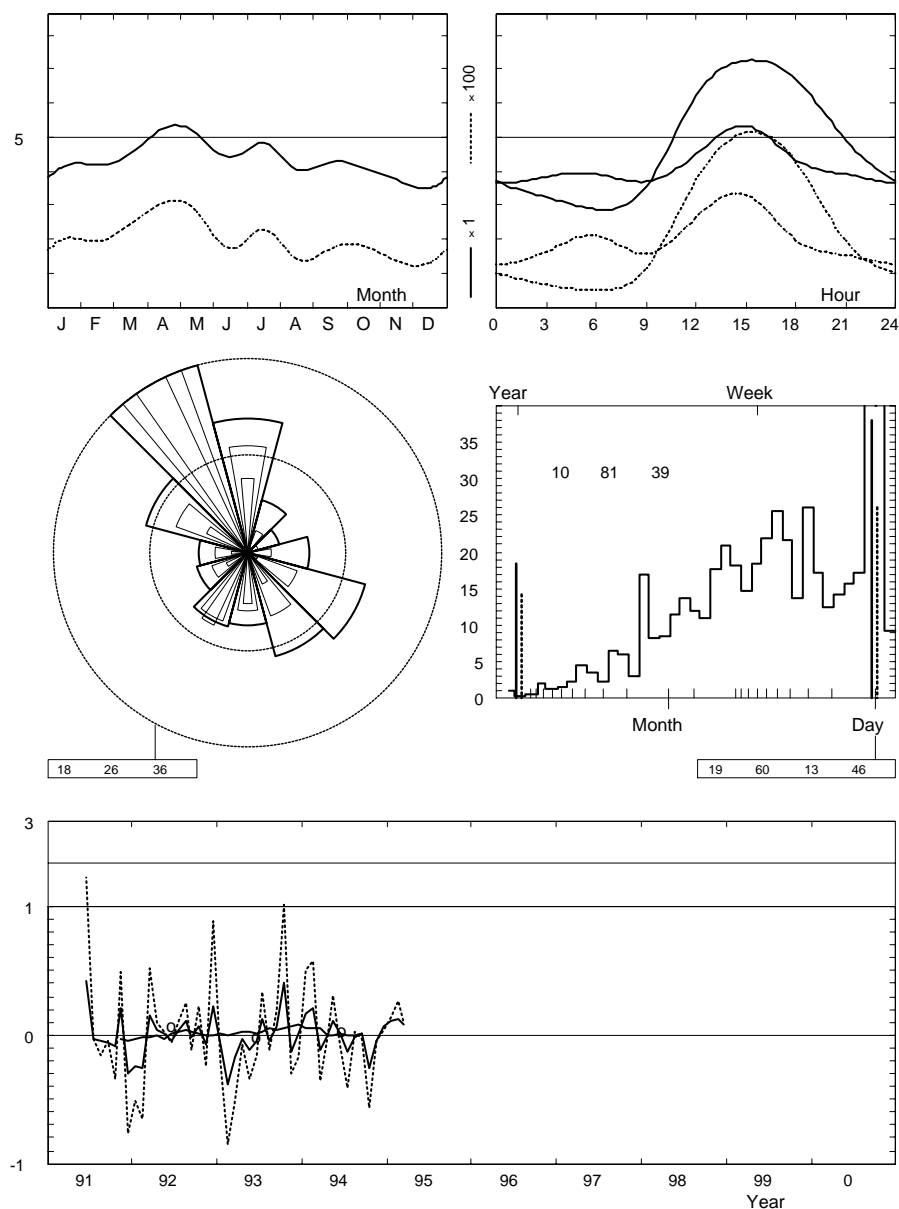 5
x 100
x 1
Month
J F M A M J J A S O N D
Hour
0 3 6 9 12 15 18 21 24
Year Week
35
30
25
20
15
10
5
0
10 81 39
Month Day
18 26 36
19 60 13 46
3
1
0
-1
91 92 93 94 95 96 97 98 99 0
Year